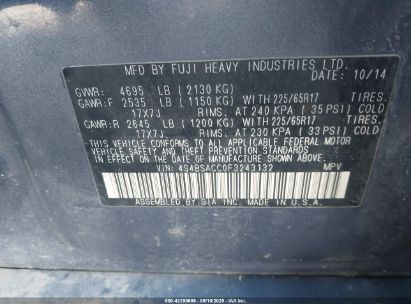 MFD BY FUJI HEAVY INDUSTRIES LTD.
DATE: 10/14
GVWR: 4695 LB (2130 KG)
GAWR:F 2535 LB (1150 KG) WITH 225/65R17 TIRES.
17X7J RIMS. AT 240 KPA (35 PSI) COLD
GAWR:R 2645 LB (1200 KG) WITH 225/65R17 TIRES.
17X7J RIMS. AT 230 KPA (33 PSI) COLD
THIS VEHICLE CONFORMS TO ALL APPLICABLE FEDERAL MOTOR
VEHICLE SAFETY AND THEFT PREVENTION STANDARDS
IN EFFECT ON THE DATE OF MANUFACTURE SHOWN ABOVE.
VIN: 4S4BSACC0F3243132 MPV
ASSEMBLED BY SIA IN U.S.A.